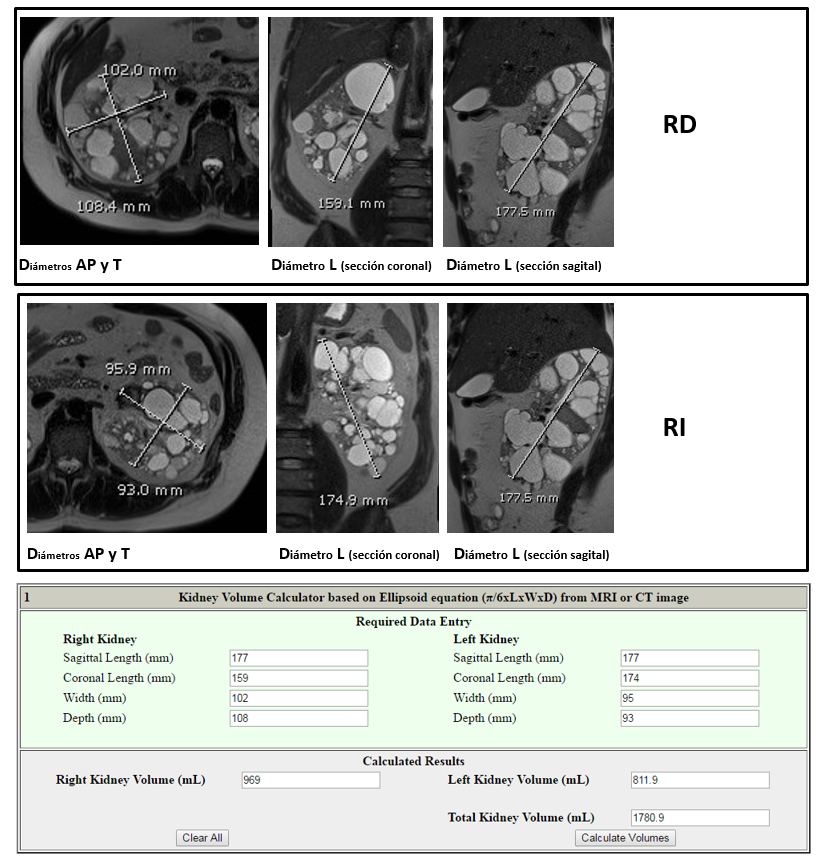 102.0 mm
108.4 mm
159.1 mm
177.5 mm
RD
Diámetros AP y T
Diámetro L (sección coronal)
Diámetro L (sección sagital)
95.9 mm
93.0 mm
174.9 mm
177.5 mm
RI
Diámetros AP y T
Diámetro L (sección coronal)
Diámetro L (sección sagital)
1 Kidney Volume Calculator based on Ellipsoid equation (π/6xLxWxD) from MRI or CT image
Required Data Entry
Right Kidney
Sagittal Length (mm) 177
Coronal Length (mm) 159
Width (mm) 102
Depth (mm) 108
Left Kidney
Sagittal Length (mm) 177
Coronal Length (mm) 174
Width (mm) 95
Depth (mm) 93
Calculated Results
Right Kidney Volume (mL) 969
Left Kidney Volume (mL) 811.9
Total Kidney Volume (mL) 1780.9
Clear All
Calculate Volumes